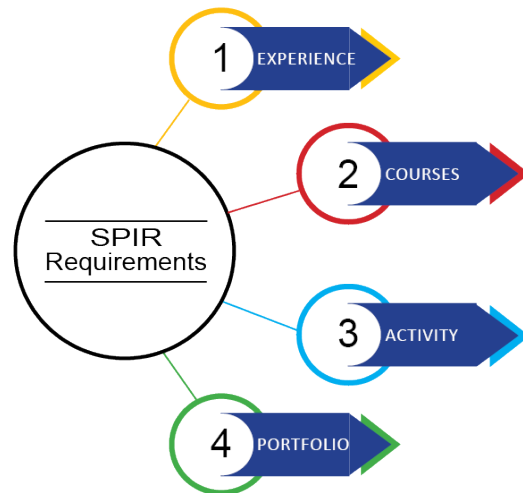 1 EXPERIENCE
2 COURSES
SPIR
Requirements
3 ACTIVITY
4 PORTFOLIO